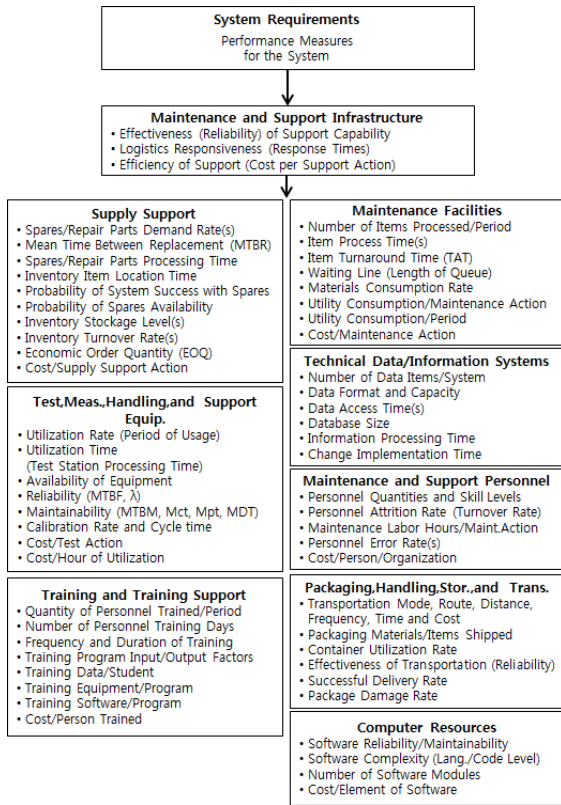 System Requirements
Performance Measures
for the System
Maintenance and Support Infrastructure
• Effectiveness (Reliability) of Support Capability
• Logistics Responsiveness (Response Times)
• Efficiency of Support (Cost per Support Action)
Supply Support
• Spares/Repair Parts Demand Rate(s)
• Mean Time Between Replacement (MTBR)
• Spares/Repair Parts Processing Time
• Inventory Item Location Time
• Probability of System Success with Spares
• Probability of Spares Availability
• Inventory Stockage Level(s)
• Inventory Turnover Rate(s)
• Economic Order Quantity (EOQ)
• Cost/Supply Support Action
Test,Meas.,Handling,and Support
Equip.
• Utilization Rate (Period of Usage)
• Utilization Time
(Test Station Processing Time)
• Availability of Equipment
• Reliability (MTBF, λ)
• Maintainability (MTBM, Mct, Mpt, MDT)
• Calibration Rate and Cycle time
• Cost/Test Action
• Cost/Hour of Utilization
Training and Training Support
• Quantity of Personnel Trained/Period
• Number of Personnel Training Days
• Frequency and Duration of Training
• Training Program Input/Output Factors
• Training Data/Student
• Training Equipment/Program
• Training Software/Program
• Cost/Person Trained
Maintenance Facilities
• Number of Items Processed/Period
• Item Process Time(s)
• Item Turnaround Time (TAT)
• Waiting Line (Length of Queue)
• Materials Consumption Rate
• Utility Consumption/Maintenance Action
• Utility Consumption/Period
• Cost/Maintenance Action
Technical Data/Information Systems
• Number of Data Items/System
• Data Format and Capacity
• Data Access Time(s)
• Database Size
• Information Processing Time
• Change Implementation Time
Maintenance and Support Personnel
• Personnel Quantities and Skill Levels
• Personnel Attrition Rate (Turnover Rate)
• Maintenance Labor Hours/Maint.Action
• Personnel Error Rate(s)
• Cost/Person/Organization
Packaging,Handling,Stor.,and Trans.
• Transportation Mode, Route, Distance,
Frequency, Time and Cost
• Packaging Materials/Items Shipped
• Container Utilization Rate
• Effectiveness of Transportation (Reliability)
• Successful Delivery Rate
• Package Damage Rate
Computer Resources
• Software Reliability/Maintainability
• Software Complexity (Lang./Code Level)
• Number of Software Modules
• Cost/Element of Software